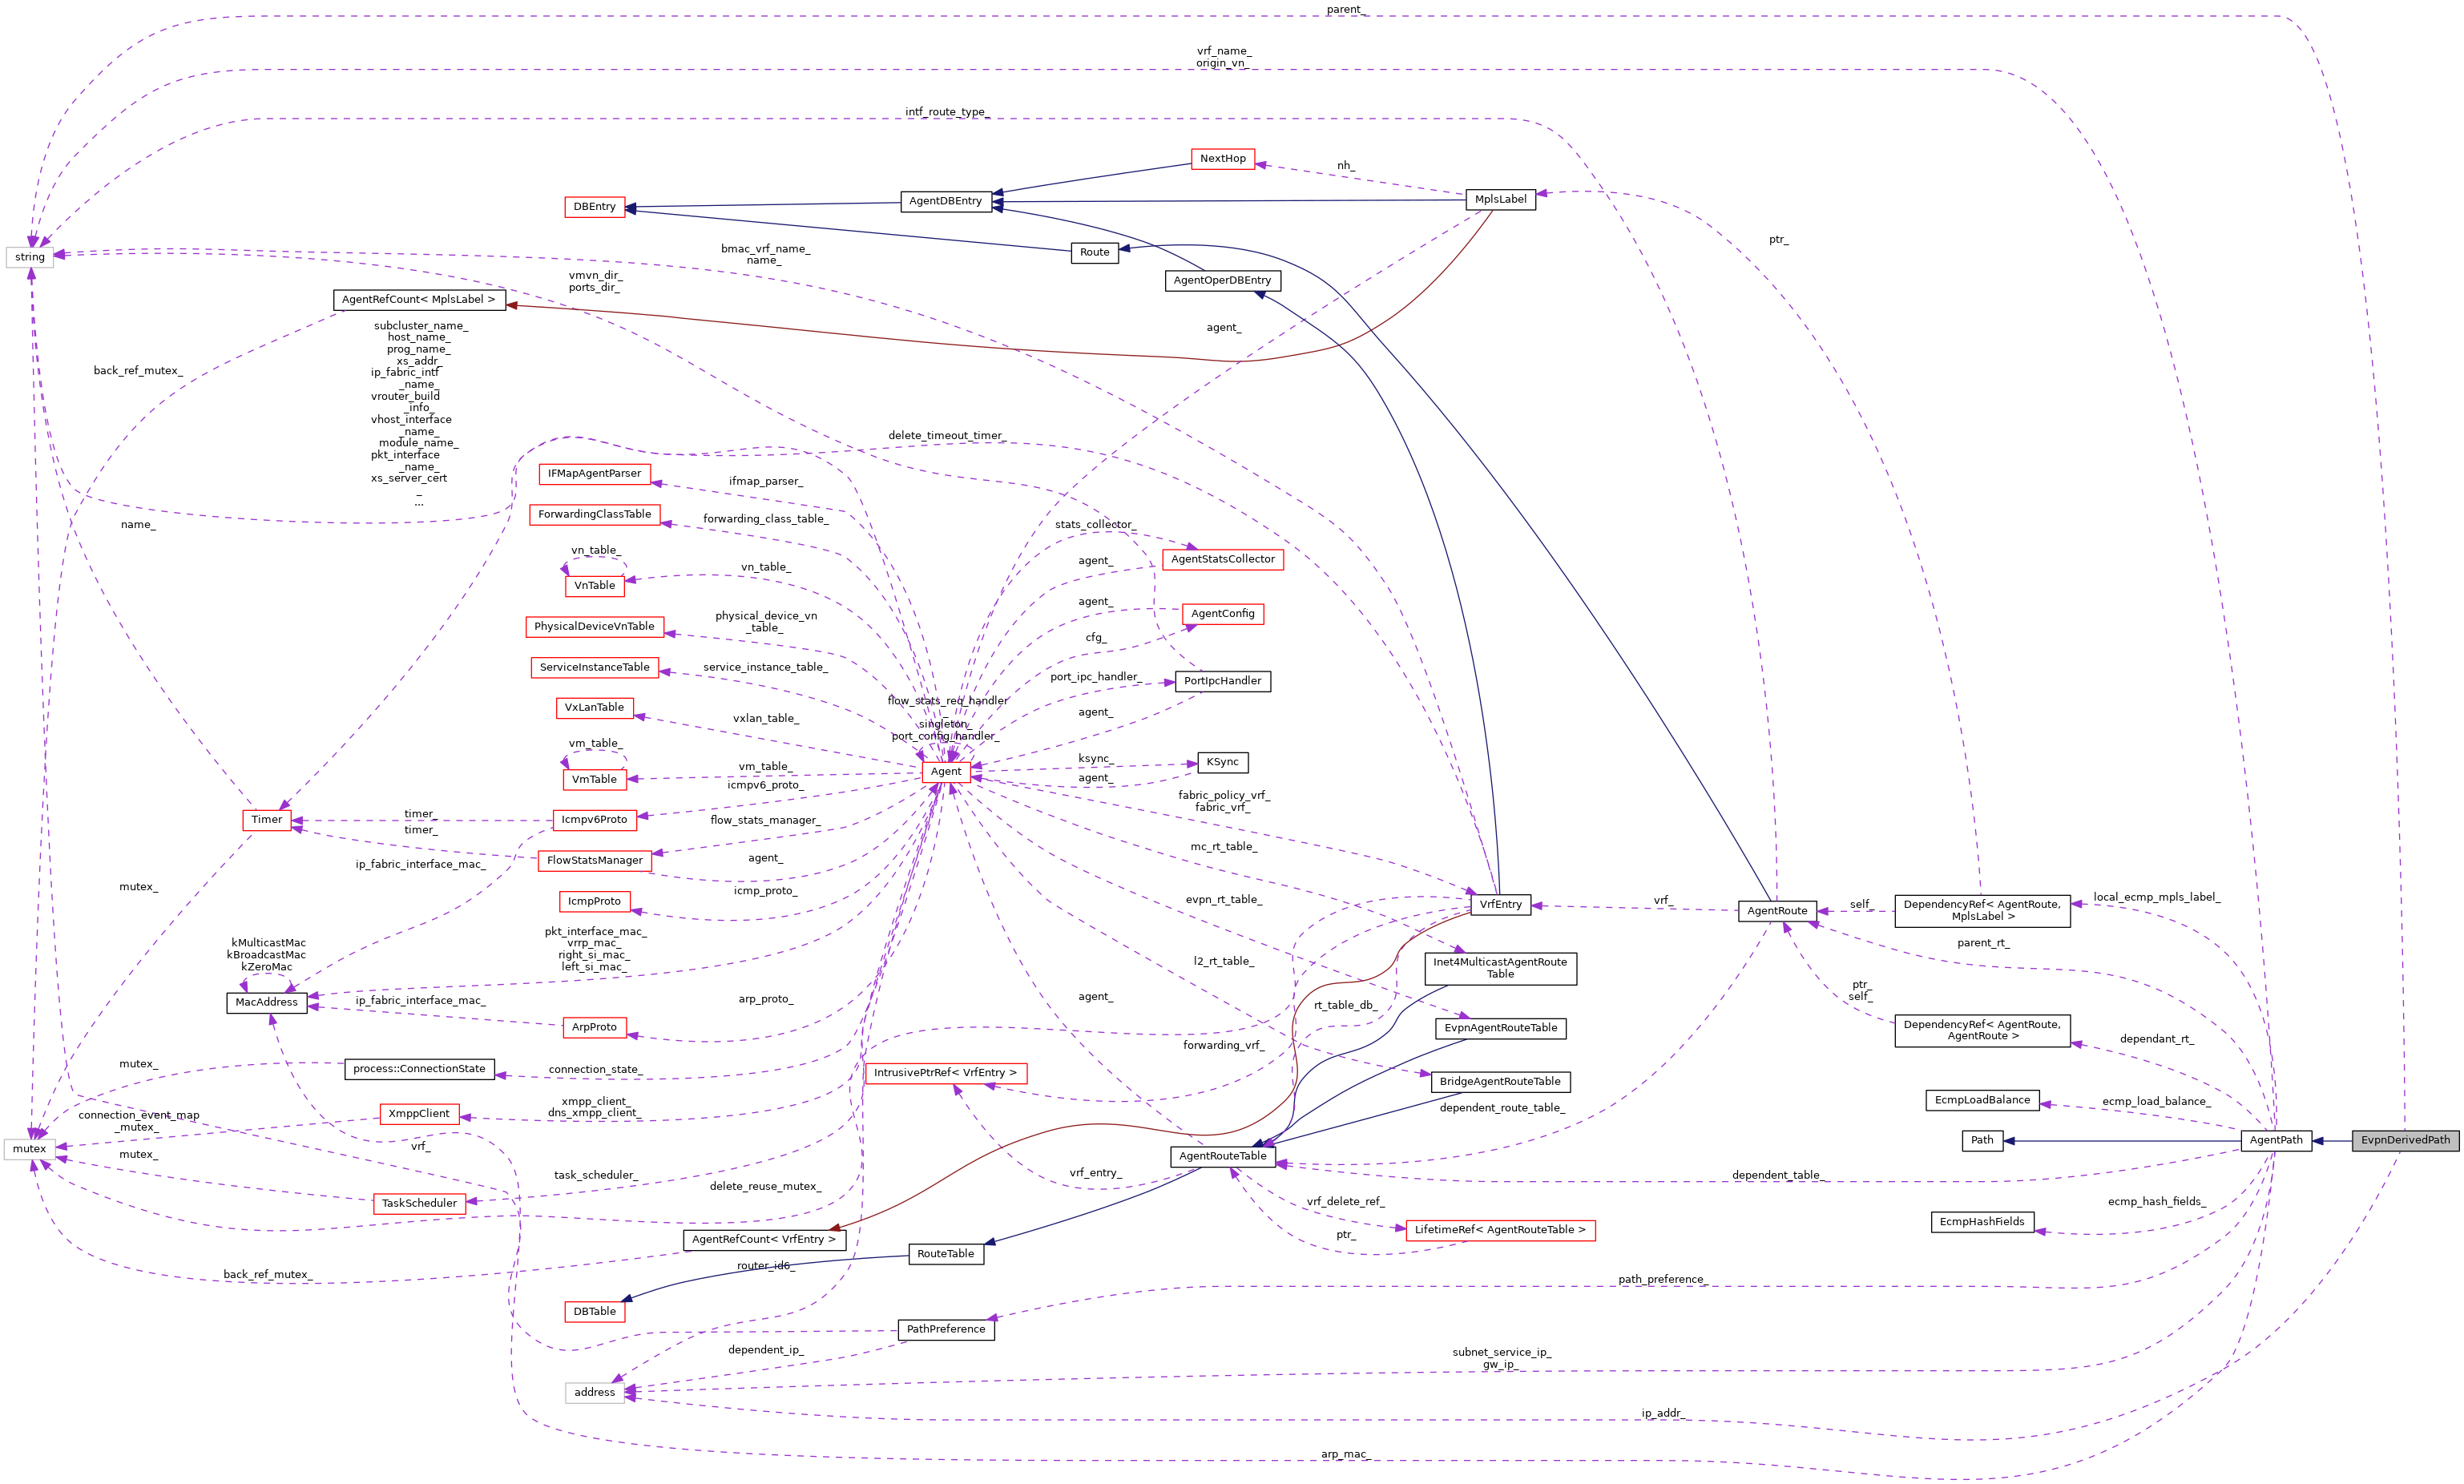 parent_
vrf_name_
origin_vn_
intf_route_type_
NextHop
nh_
DBEntry
AgentDBEntry
MplsLabel
ptr_
string
bmac_vrf_name_
name_
Route
vmvn_dir_
ports_dir_
AgentOperDBEntry
AgentRefCount< MplsLabel >
agent_
subcluster_name_
host_name_
prog_name_
xs_addr_
ip_fabric_intf
_name_
vrouter_build
_info_
vhost_interface
_name_
module_name_
pkt_interface
_name_
xs_server_cert
_
...
back_ref_mutex_
delete_timeout_timer_
IFMapAgentParser
ifmap_parser_
ForwardingClassTable
forwarding_class_table_
name_
stats_collector_
AgentStatsCollector
vn_table_
VnTable
vn_table_
agent_
PhysicalDeviceVnTable
physical_device_vn
_table_
agent_
AgentConfig
cfg_
ServiceInstanceTable
service_instance_table_
port_ipc_handler_
PortIpcHandler
VxLanTable
vxlan_table_
flow_stats_req_handler
_
singleton_
port_config_handler_
agent_
vm_table_
VmTable
vm_table_
Agent
ksync_
KSync
agent_
icmpv6_proto_
Timer
timer_
timer_
Icmpv6Proto
flow_stats_manager_
fabric_policy_vrf_
fabric_vrf_
FlowStatsManager
agent_
ip_fabric_interface_mac_
mc_rt_table_
mutex_
IcmpProto
icmp_proto_
evpn_rt_table_
VrfEntry
vrf_
AgentRoute
self_
DependencyRef< AgentRoute,
MplsLabel >
local_ecmp_mpls_label_
pkt_interface_mac_
vrrp_mac_
right_si_mac_
left_si_mac_
kMulticastMac
kBroadcastMac
kZeroMac
MacAddress
l2_rt_table_
Inet4MulticastAgentRoute
Table
parent_rt_
ip_fabric_interface_mac_
ArpProto
arp_proto_
agent_
rt_table_db_
EvpnAgentRouteTable
ptr_
self_
DependencyRef< AgentRoute,
AgentRoute >
dependant_rt_
mutex_
process::ConnectionState
connection_state_
IntrusivePtrRef< VrfEntry >
forwarding_vrf_
BridgeAgentRouteTable
dependent_route_table_
EcmpLoadBalance
ecmp_load_balance_
connection_event_map
_mutex_
XmppClient
xmpp_client_
dns_xmpp_client_
mutex
mutex_
vrf_
AgentRouteTable
Path
AgentPath
EvpnDerivedPath
TaskScheduler
task_scheduler_
delete_reuse_mutex_
vrf_entry_
dependent_table_
vrf_delete_ref_
ecmp_hash_fields_
EcmpHashFields
AgentRefCount< VrfEntry >
LifetimeRef< AgentRouteTable >
ptr_
RouteTable
back_ref_mutex_
router_id6_
path_preference_
DBTable
PathPreference
dependent_ip_
subnet_service_ip_
gw_ip_
address
ip_addr_
arp_mac_